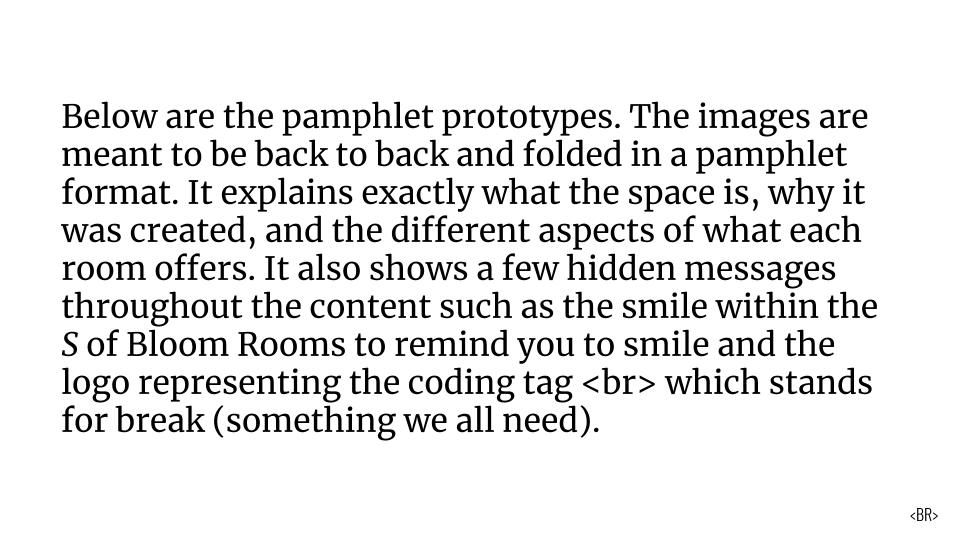 Below are the pamphlet prototypes. The images are
meant to be back to back and folded in a pamphlet
format. It explains exactly what the space is, why it
was created, and the different aspects of what each
room offers. It also shows a few hidden messages
throughout the content such as the smile within the
S of Bloom Rooms to remind you to smile and the
logo representing the coding tag <br> which stands
for break (something we all need).
<BR>